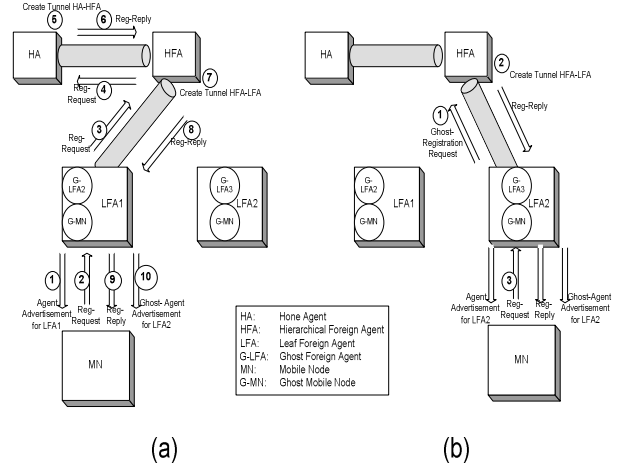 Create Tunnel HA-HFA
5
6
Reg-Reply
HA
HFA
4
Reg-
Request
7
Create Tunnel HFA-LFA
3
Reg-
Request
8
Reg-Reply
G-
LFA2
LFA1
G-MN
G-
LFA3
LFA2
G-MN
1
2
9
10
Agent
Advertisement
for LFA1
Reg-
Request
Reg-
Reply
Ghost-Agent
Advertisement
for LFA2
MN
(a)
HA
HFA
2
Create Tunnel HFA-LFA
Reg-Reply
1
Ghost-
Registration
Request
G-
LFA2
LFA1
G-MN
G-
LFA3
LFA2
G-MN
3
Agent
Advertisement
for LFA2
Reg-
Request
Reg-
Reply
Ghost-Agent
Advertisement
for LFA2
MN
(b)
HA: Hone Agent
HFA: Hierarchical Foreign Agent
LFA: Leaf Foreign Agent
G-LFA: Ghost Foreign Agent
MN: Mobile Node
G-MN: Ghost Mobile Node